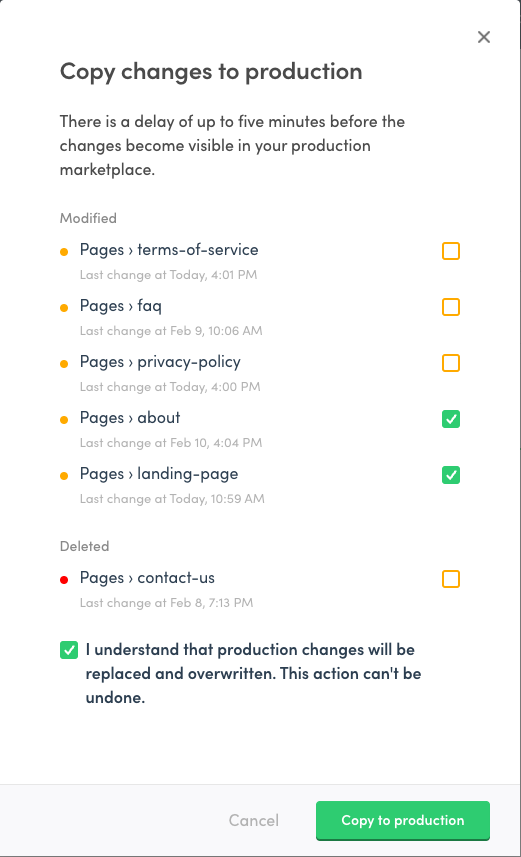 Copy changes to production
There is a delay of up to five minutes before the
changes become visible in your production
marketplace.
Modified
Pages › terms-of-service
Last change at Today, 4:01 PM
Pages › faq
Last change at Feb 9, 10:06 AM
Pages › privacy-policy
Last change at Today, 4:00 PM
Pages › about
Last change at Feb 10, 4:04 PM
Pages › landing-page
Last change at Today, 10:59 AM
Deleted
Pages › contact-us
Last change at Feb 8, 7:13 PM
I understand that production changes will be
replaced and overwritten. This action can't be
undone.
Cancel
Copy to production